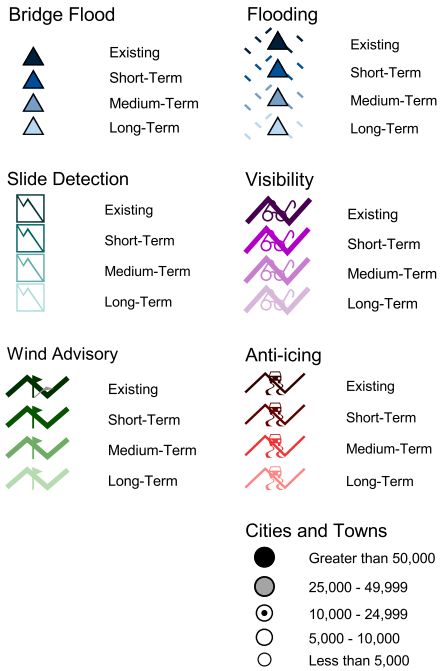 Bridge Flood
Existing
Short-Term
Medium-Term
Long-Term
Flooding
Existing
Short-Term
Medium-Term
Long-Term
Slide Detection
Existing
Short-Term
Medium-Term
Long-Term
Visibility
Existing
Short-Term
Medium-Term
Long-Term
Wind Advisory
Existing
Short-Term
Medium-Term
Long-Term
Anti-icing
Existing
Short-Term
Medium-Term
Long-Term
Cities and Towns
Greater than 50,000
25,000 - 49,999
10,000 - 24,999
5,000 - 10,000
Less than 5,000